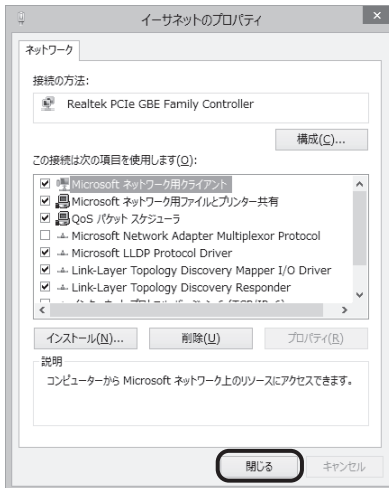 イーサネットのプロパティ
ネットワーク
接続の方法:
Realtek PCIe GBE Family Controller
構成(C)...
この接続は次の項目を使用します(O):
Microsoft ネットワーク用クライアント
Microsoft ネットワーク用ファイルとプリンター共有
QoS パケット スケジューラ
Microsoft Network Adapter Multiplexor Protocol
Microsoft LLDP Protocol Driver
Link-Layer Topology Discovery Mapper I/O Driver
Link-Layer Topology Discovery Responder
インストール(N)...
削除(U)
プロパティ(R)
説明
コンピューターから Microsoft ネットワーク上のリソースにアクセスできます。
閉じる
キャンセル